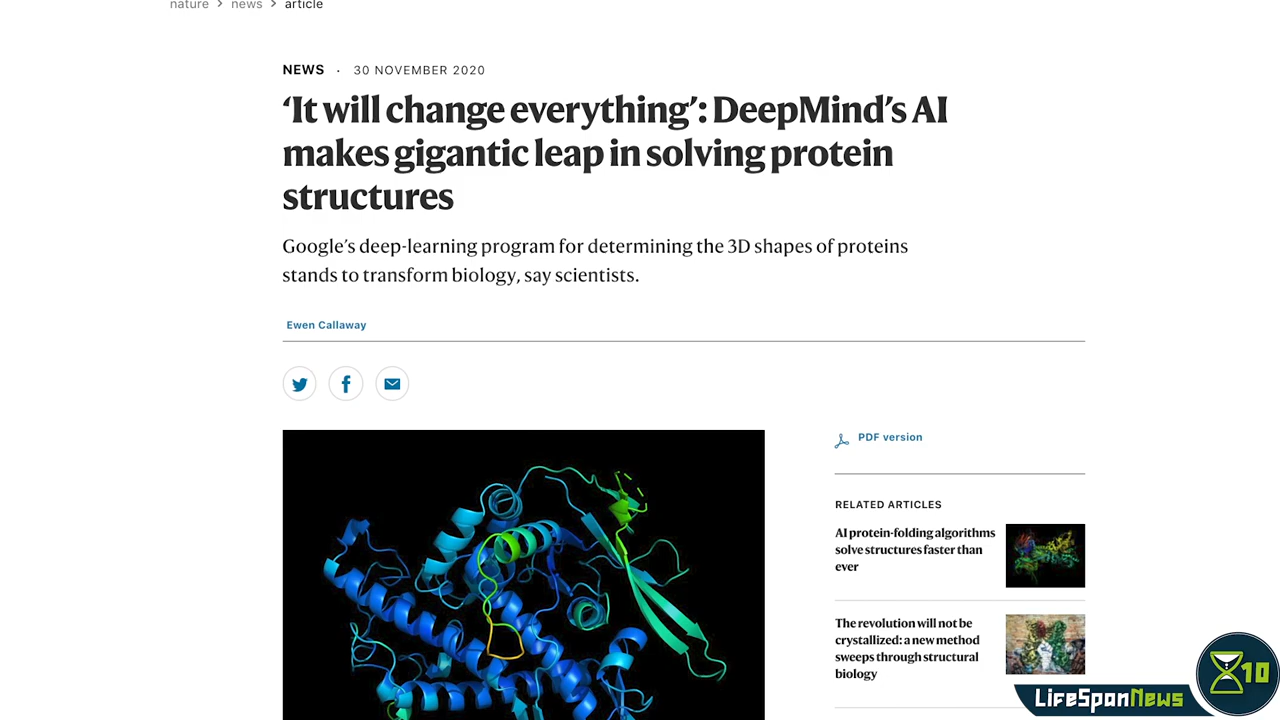 nature > news > article
NEWS · 30 NOVEMBER 2020
‘It will change everything’: DeepMind’s AI
makes gigantic leap in solving protein
structures
Google’s deep-learning program for determining the 3D shapes of proteins
stands to transform biology, say scientists.
Ewen Callaway
PDF version
RELATED ARTICLES
AI protein-folding algorithms
solve structures faster than
ever
The revolution will not be
crystallized: a new method
sweeps through structural
biology
10
LifeSpanNews